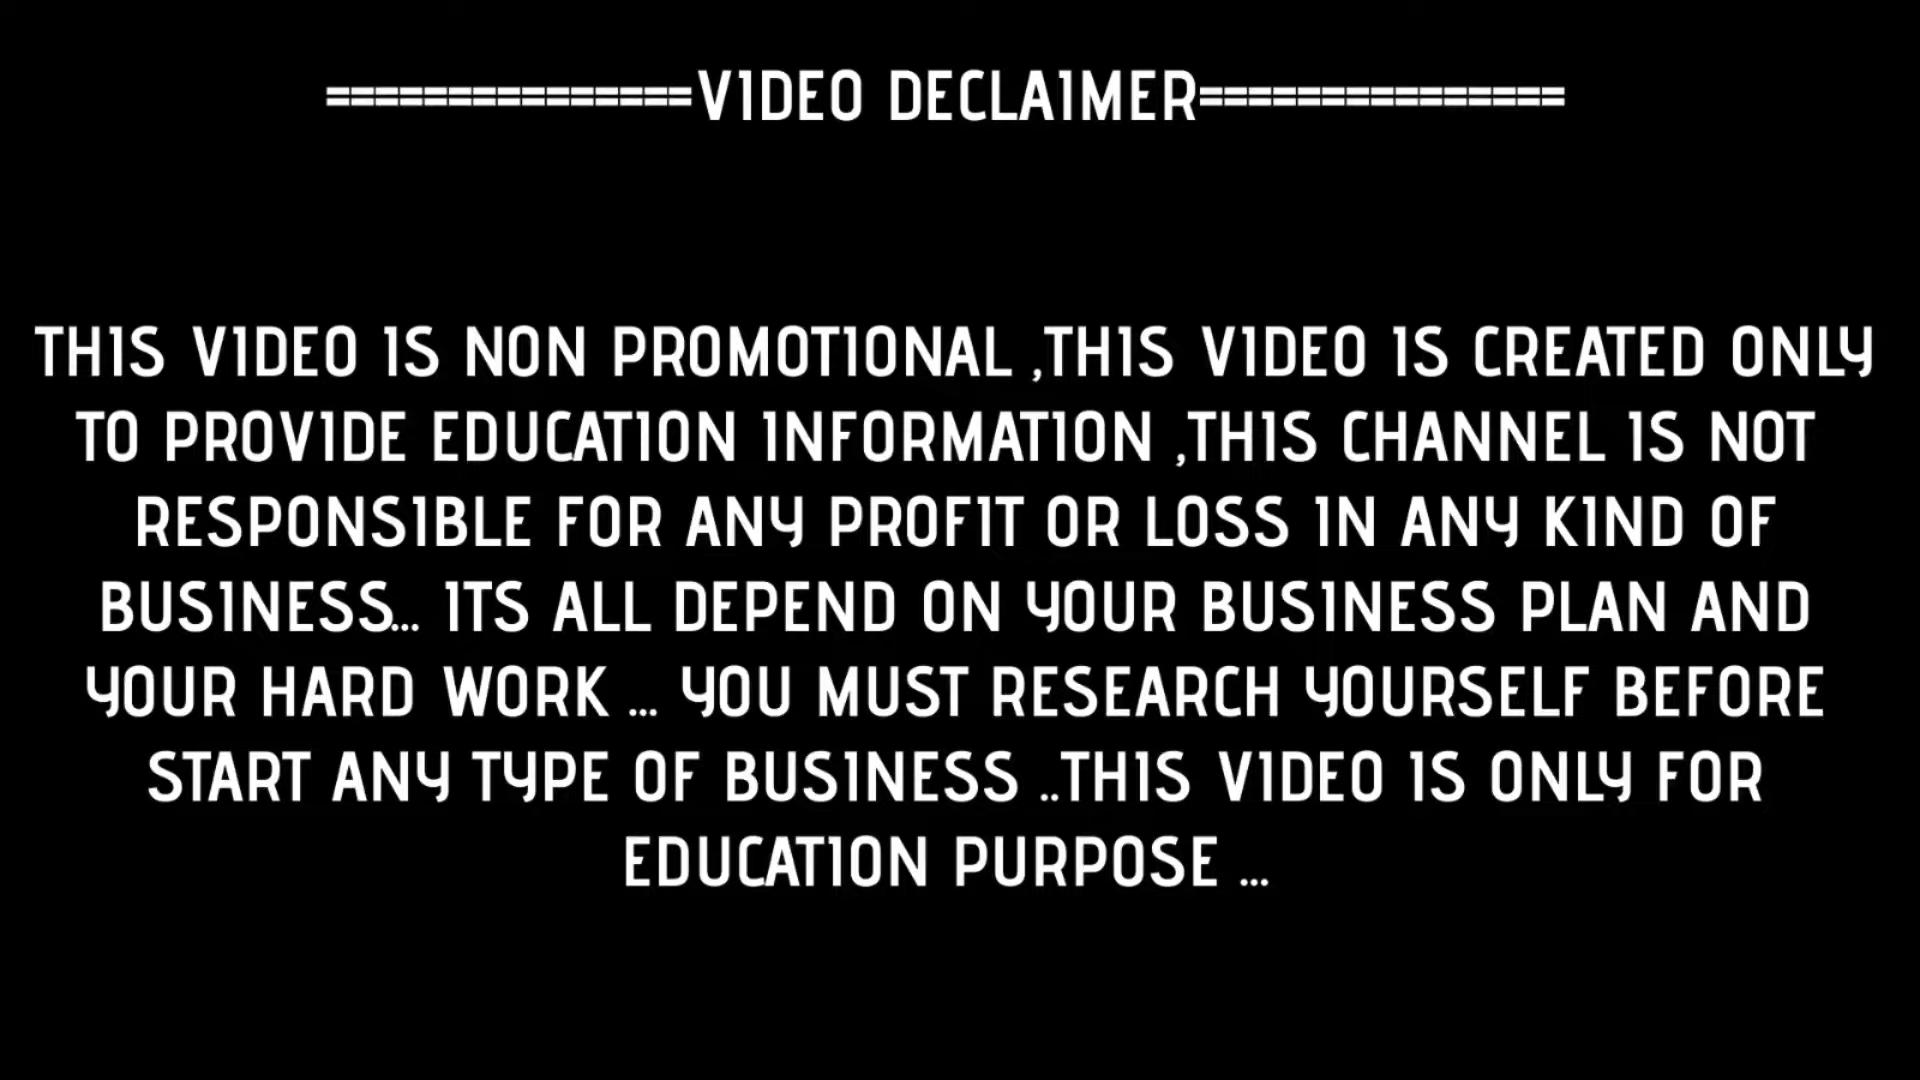 ===============VIDEO DECLAIMER===============
THIS VIDEO IS NON PROMOTIONAL ,THIS VIDEO IS CREATED ONLY
TO PROVIDE EDUCATION INFORMATION ,THIS CHANNEL IS NOT
RESPONSIBLE FOR ANY PROFIT OR LOSS IN ANY KIND OF
BUSINESS... ITS ALL DEPEND ON YOUR BUSINESS PLAN AND
YOUR HARD WORK ... YOU MUST RESEARCH YOURSELF BEFORE
START ANY TYPE OF BUSINESS ..THIS VIDEO IS ONLY FOR
EDUCATION PURPOSE ...